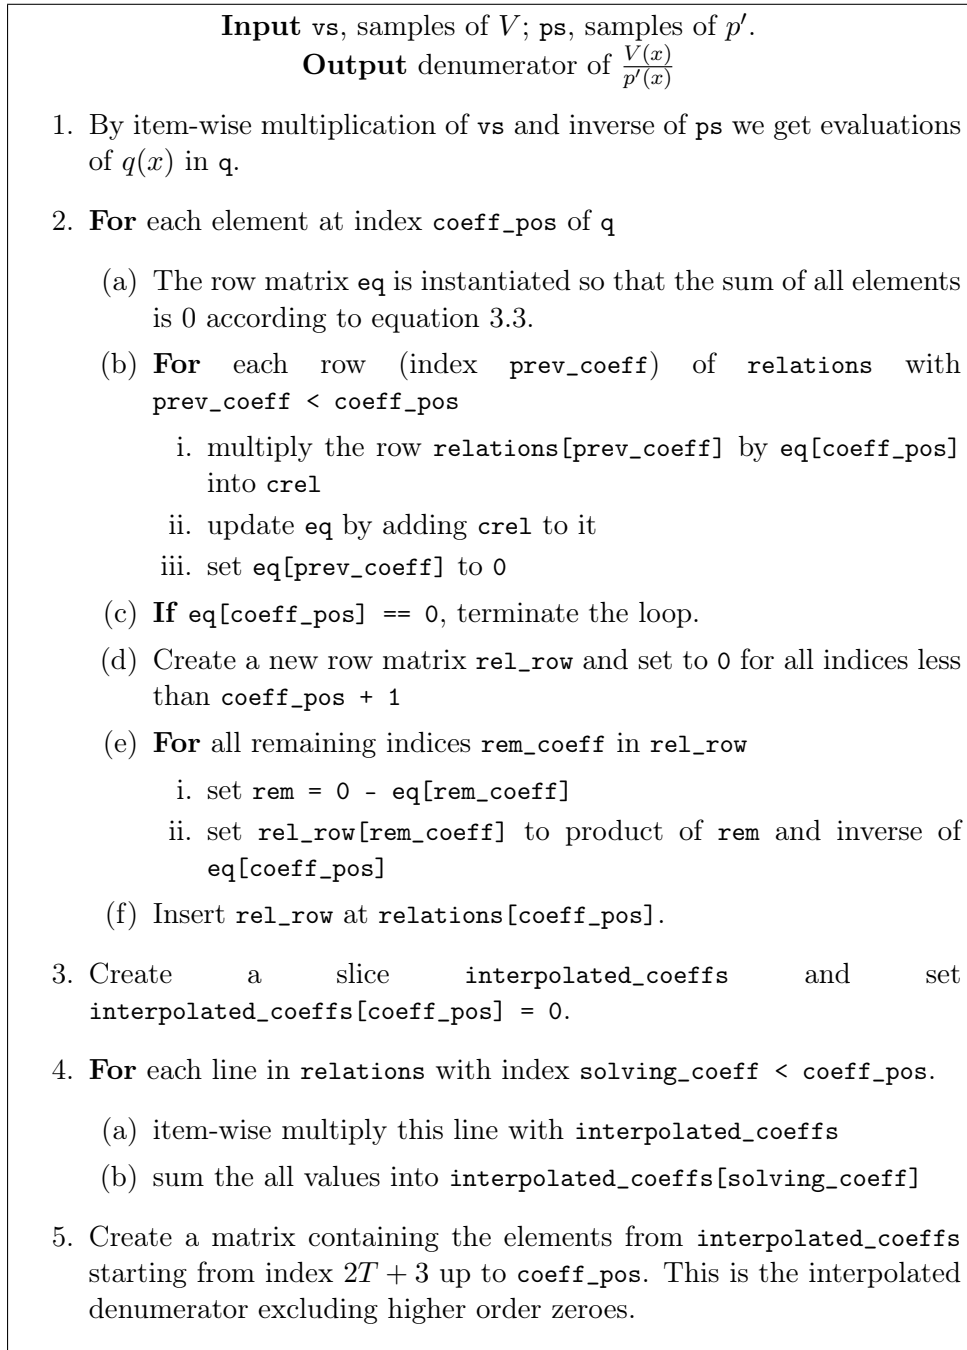 Input vs, samples of V; ps, samples of p′.
Output denumerator of V(x)/p′(x)
1. By item-wise multiplication of vs and inverse of ps we get evaluations
of q(x) in q.
2. For each element at index coeff_pos of q
(a) The row matrix eq is instantiated so that the sum of all elements
is 0 according to equation 3.3.
(b) For each row (index prev_coeff) of relations with
prev_coeff < coeff_pos
i. multiply the row relations[prev_coeff] by eq[coeff_pos]
into crel
ii. update eq by adding crel to it
iii. set eq[prev_coeff] to 0
(c) If eq[coeff_pos] == 0, terminate the loop.
(d) Create a new row matrix rel_row and set to 0 for all indices less
than coeff_pos + 1
(e) For all remaining indices rem_coeff in rel_row
i. set rem = 0 - eq[rem_coeff]
ii. set rel_row[rem_coeff] to product of rem and inverse of
eq[coeff_pos]
(f) Insert rel_row at relations[coeff_pos].
3. Create a slice interpolated_coeffs and set
interpolated_coeffs[coeff_pos] = 0.
4. For each line in relations with index solving_coeff < coeff_pos.
(a) item-wise multiply this line with interpolated_coeffs
(b) sum the all values into interpolated_coeffs[solving_coeff]
5. Create a matrix containing the elements from interpolated_coeffs
starting from index 2T + 3 up to coeff_pos. This is the interpolated
denumerator excluding higher order zeroes.